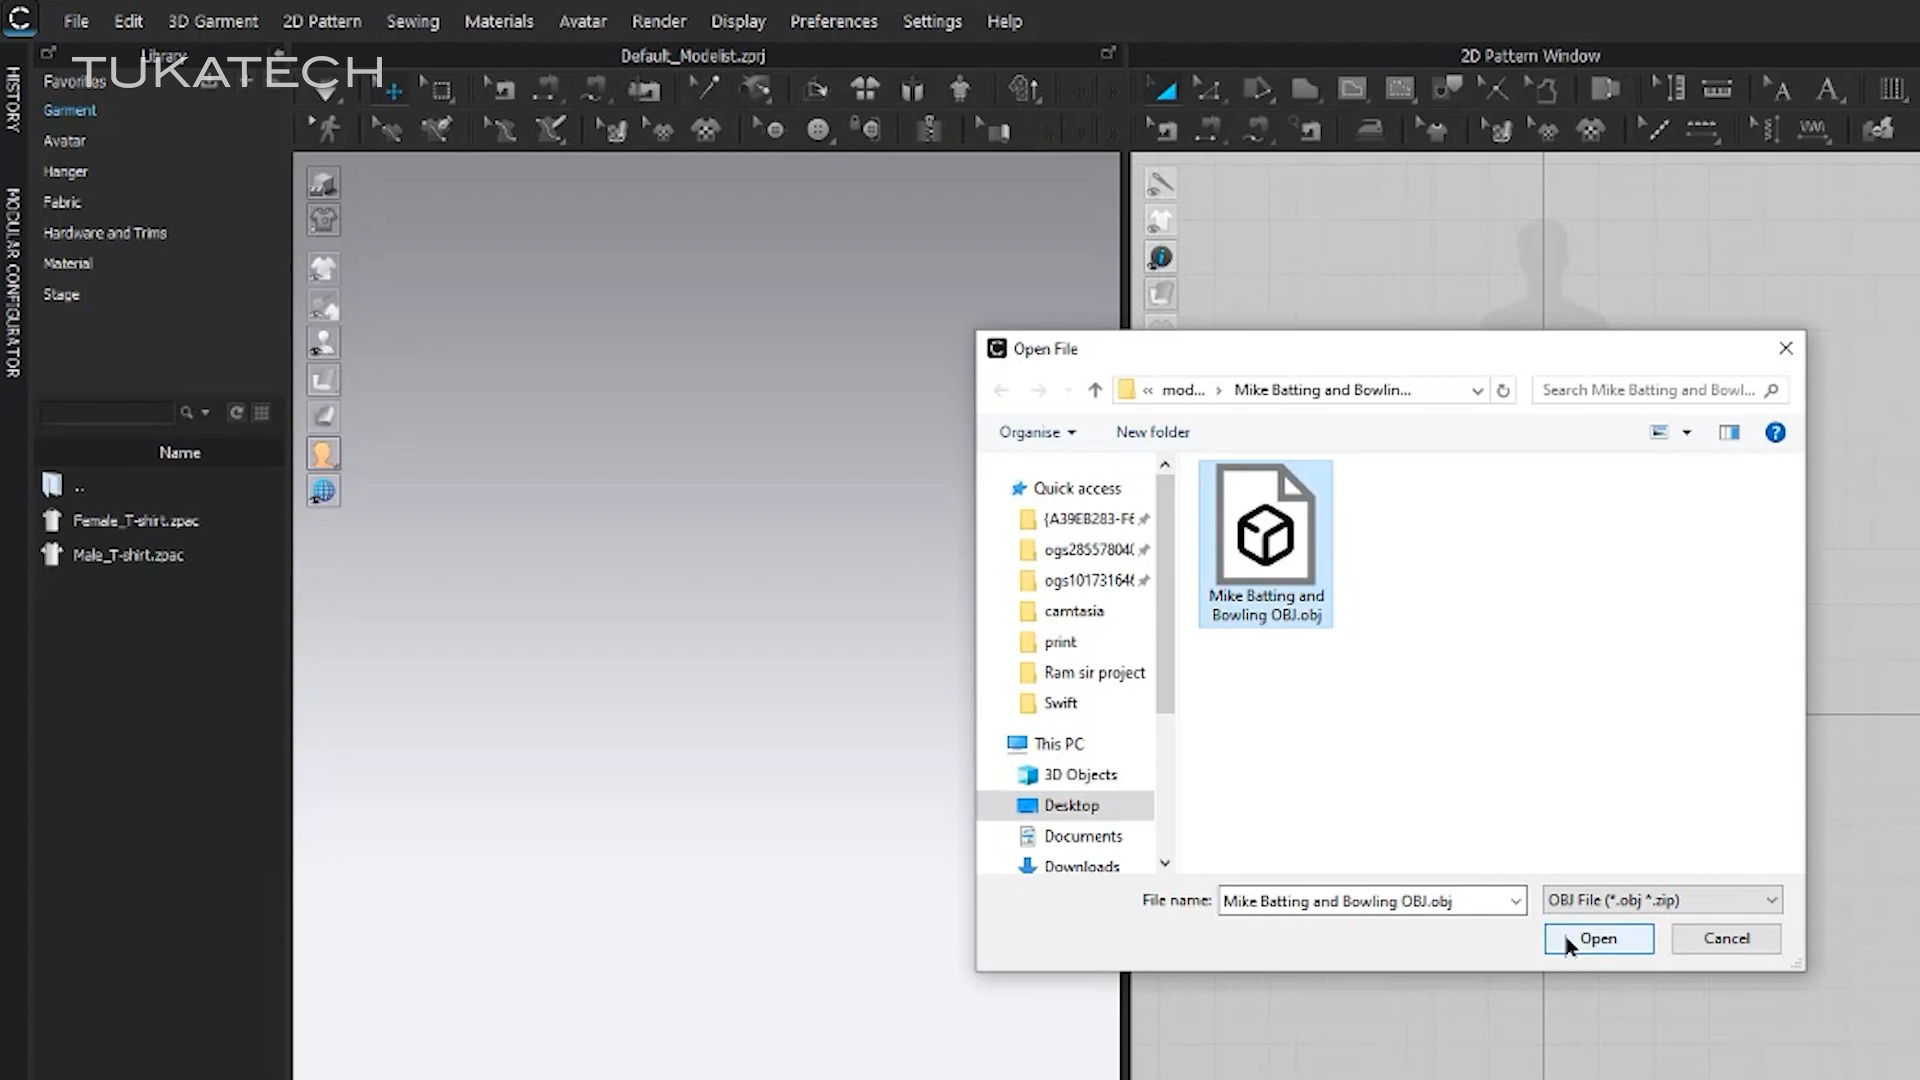 File Edit 3D Garment 2D Pattern Sewing Materials Avatar Render Display Preferences Settings Help
Library
Default_Modelist.zprj
2D Pattern Window
TUKATECH
HISTORY
MODULAR CONFIGURATOR
Favorites
Garment
Avatar
Hanger
Fabric
Hardware and Trims
Material
Stage
Name
..
Female_T-shirt.zpac
Male_T-shirt.zpac
Open File
« mod... › Mike Batting and Bowlin...
Search Mike Batting and Bowl...
Organise
New folder
Quick access
{A39EB283-F6
ogs28557804(
ogs101731646
camtasia
print
Ram sir project
Swift
This PC
3D Objects
Desktop
Documents
Downloads
Mike Batting and
Bowling OBJ.obj
File name: Mike Batting and Bowling OBJ.obj
OBJ File (*.obj *.zip)
Open
Cancel